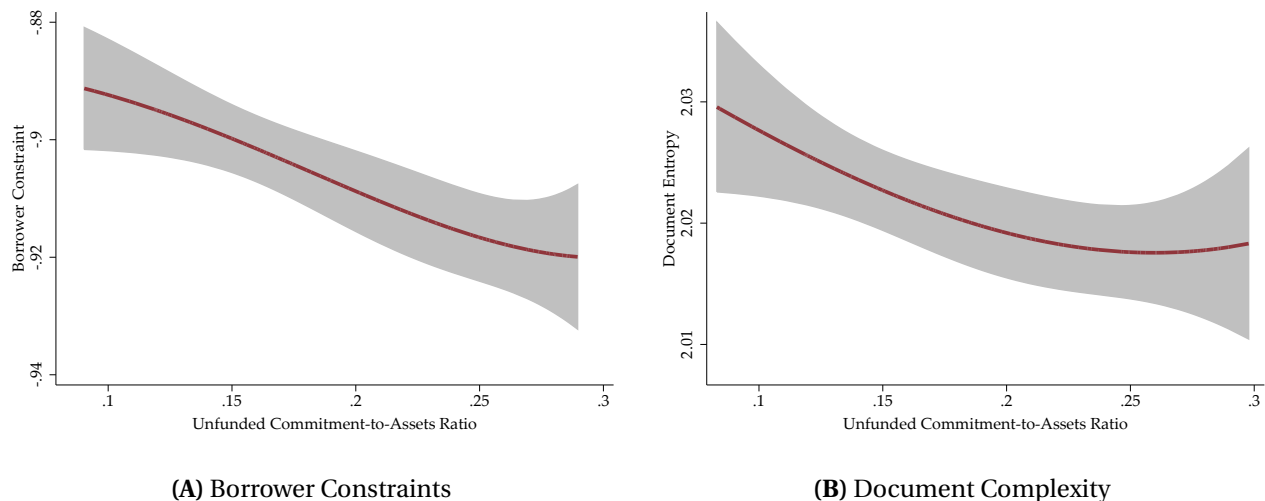 -.88
-.9
-.92
-.94
Borrower Constraint
.1 .15 .2 .25 .3
Unfunded Commitment-to-Assets Ratio
(A) Borrower Constraints
2.03
2.02
2.01
Document Entropy
.1 .15 .2 .25 .3
Unfunded Commitment-to-Assets Ratio
(B) Document Complexity